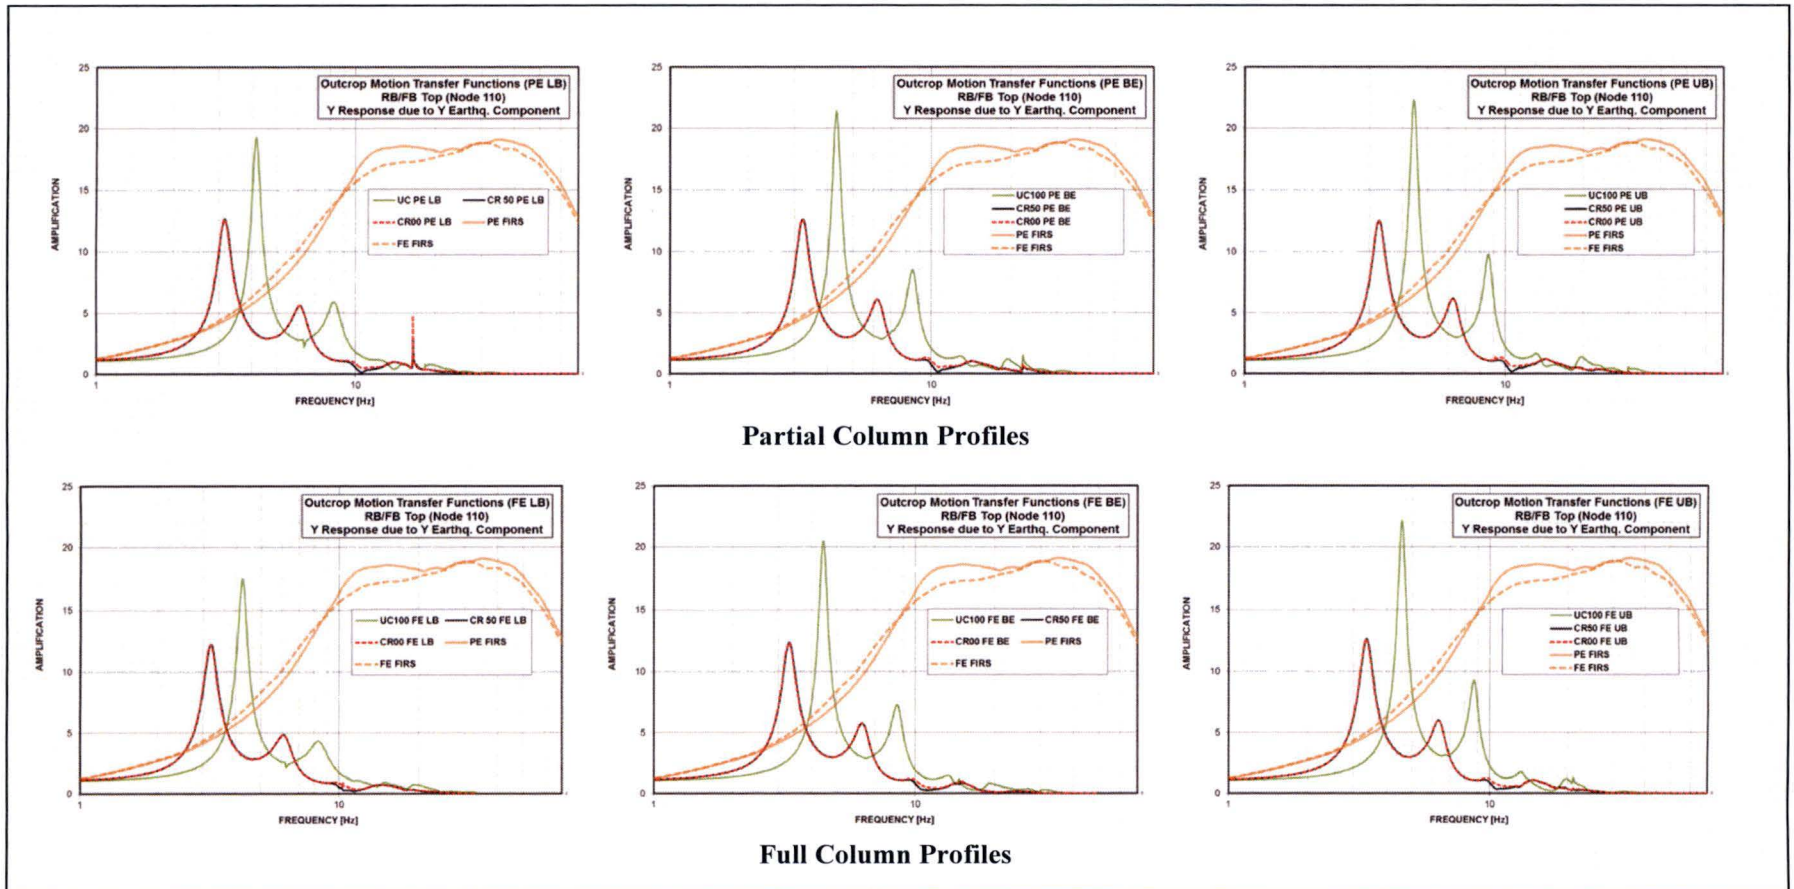 Outcrop Motion Transfer Functions (PE LB)
RB/FB Top (Node 110)
Y Response due to Y Earthq. Component
25
20
15
10
5
0
AMPLIFICATION
UC PE LB CR 50 PE LB
CR00 PE LB PE FIRS
FE FIRS
1 10
FREQUENCY [Hz]
Outcrop Motion Transfer Functions (PE BE)
RB/FB Top (Node 110)
Y Response due to Y Earthq. Component
25
20
15
10
5
0
AMPLIFICATION
UC100 PE BE
CR50 PE BE
CR00 PE BE
PE FIRS
FE FIRS
1 10
FREQUENCY [Hz]
Outcrop Motion Transfer Functions (PE UB)
RB/FB Top (Node 110)
Y Response due to Y Earthq. Component
25
20
15
10
5
0
AMPLIFICATION
UC100 PE UB
CR50 PE UB
CR00 PE UB
PE FIRS
FE FIRS
1 10
FREQUENCY [Hz]
Partial Column Profiles
Outcrop Motion Transfer Functions (FE LB)
RB/FB Top (Node 110)
Y Response due to Y Earthq. Component
25
20
15
10
5
0
AMPLIFICATION
UC100 FE LB CR 50 FE LB
CR00 FE LB PE FIRS
FE FIRS
1 10
FREQUENCY [Hz]
Outcrop Motion Transfer Functions (FE BE)
RB/FB Top (Node 110)
Y Response due to Y Earthq. Component
25
20
15
10
5
0
AMPLIFICATION
UC100 FE BE CR50 FE BE
CR00 FE BE PE FIRS
FE FIRS
1 10
FREQUENCY [Hz]
Outcrop Motion Transfer Functions (FE UB)
RB/FB Top (Node 110)
Y Response due to Y Earthq. Component
25
20
15
10
5
0
AMPLIFICATION
UC100 FE UB
CR50 FE UB
CR00 FE UB
PE FIRS
FE FIRS
1 10
FREQUENCY [Hz]
Full Column Profiles